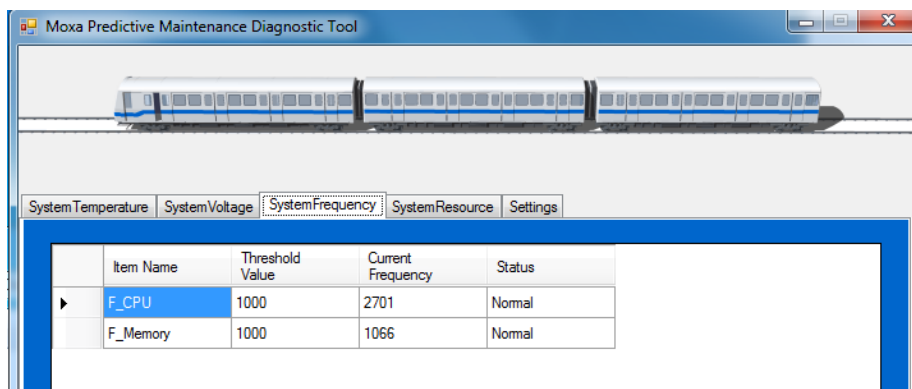 Moxa Predictive Maintenance Diagnostic Tool
SystemTemperature SystemVoltage SystemFrequency SystemResource Settings
Item Name Threshold Value Current Frequency Status
F_CPU 1000 2701 Normal
F_Memory 1000 1066 Normal